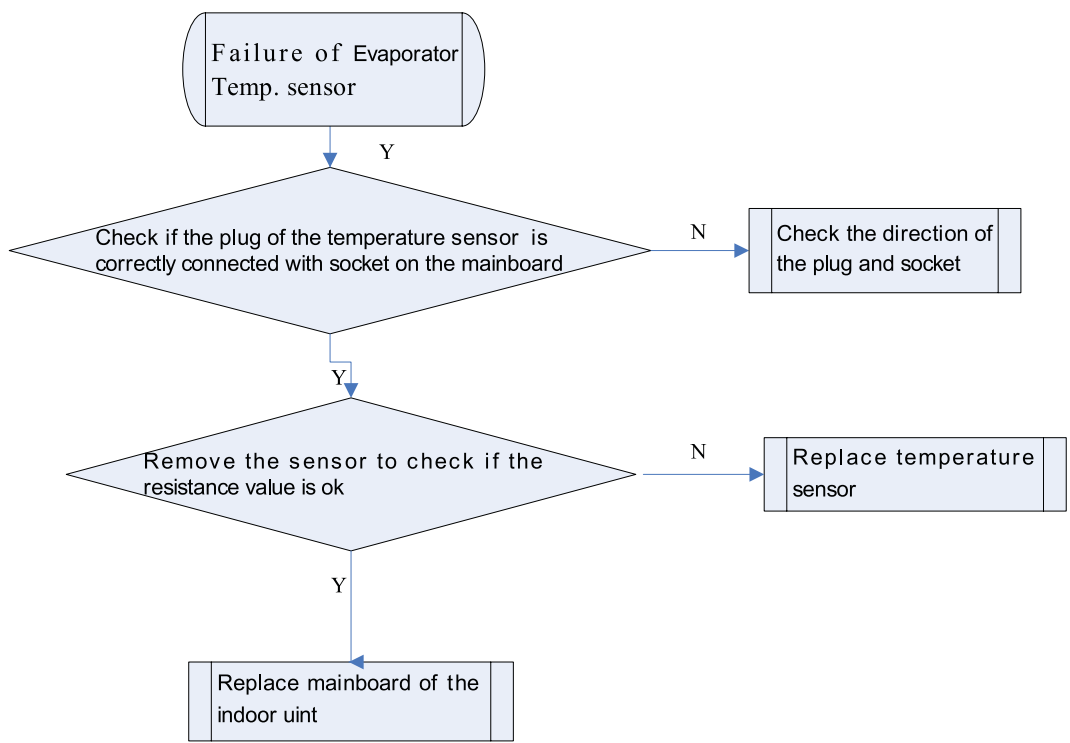 Failure of Evaporator
Temp. sensor
Y
Check if the plug of the temperature sensor is
correctly connected with socket on the mainboard
N
Check the direction of
the plug and socket
Y
Remove the sensor to check if the
resistance value is ok
N
Replace temperature
sensor
Y
Replace mainboard of the
indoor uint